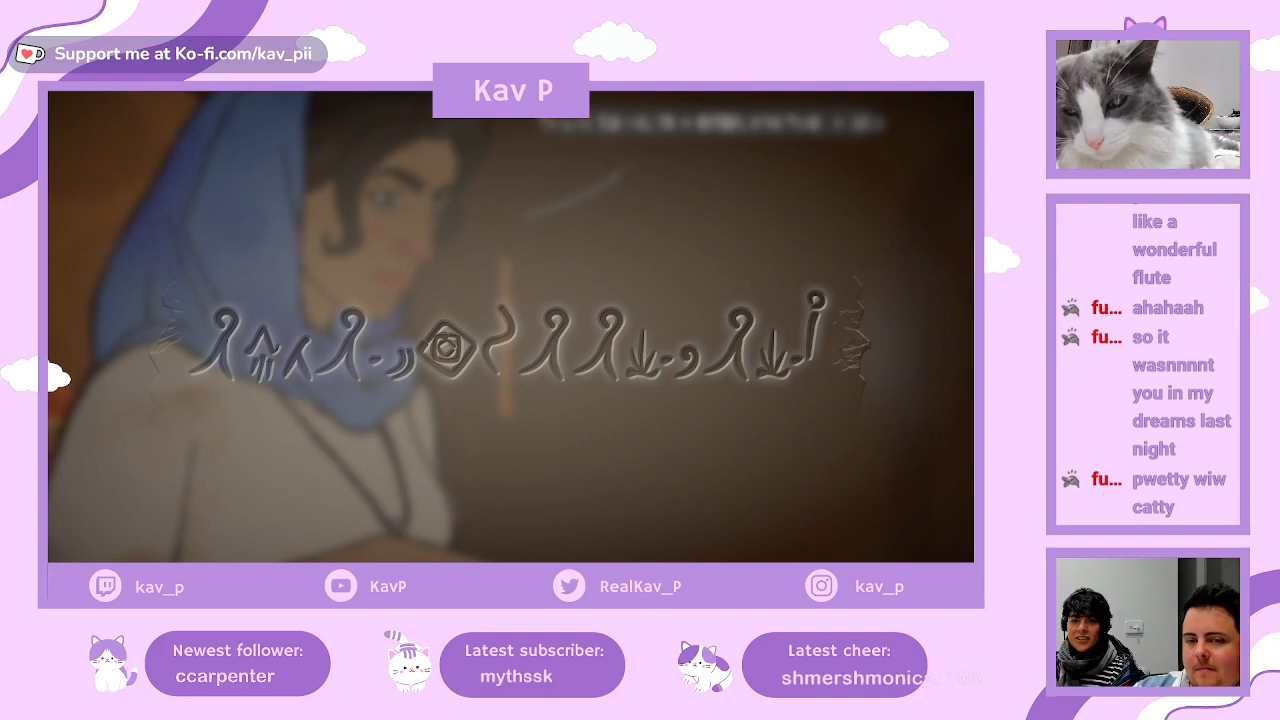 Support me at Ko-fi.com/kav_pii
Kav P
like a
wonderful
flute
fu... ahahaah
fu... so it
wasnnnnt
you in my
dreams last
night
fu... pwetty wiw
catty
kav_p
KavP
RealKav_P
kav_p
Newest follower:
ccarpenter
Latest subscriber:
mythssk
Latest cheer:
shmershmonica: 100